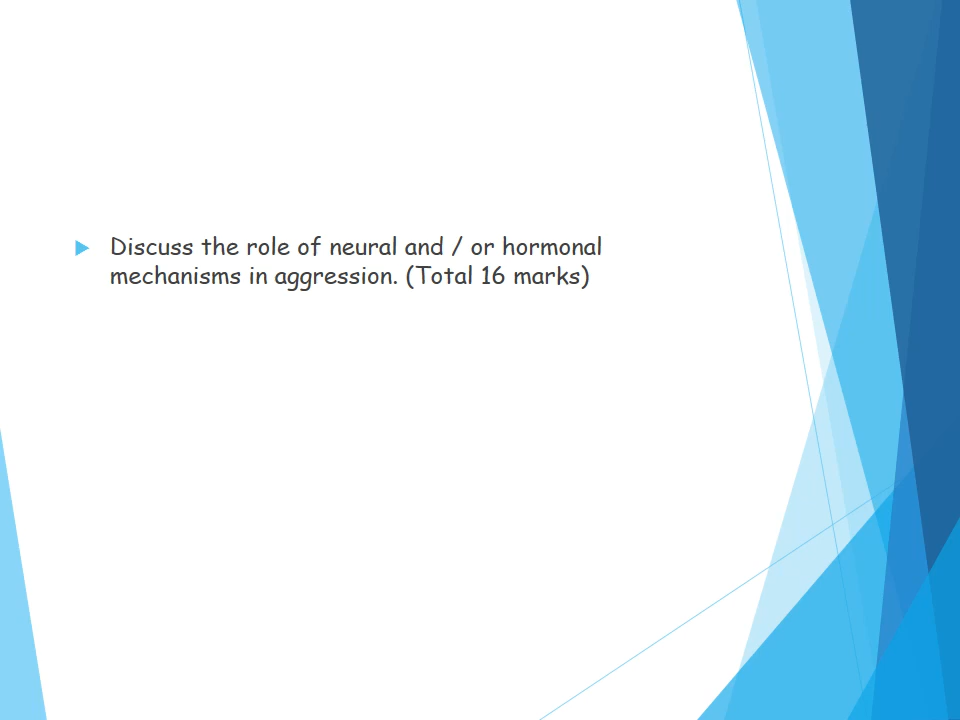 Discuss the role of neural and / or hormonal
mechanisms in aggression. (Total 16 marks)